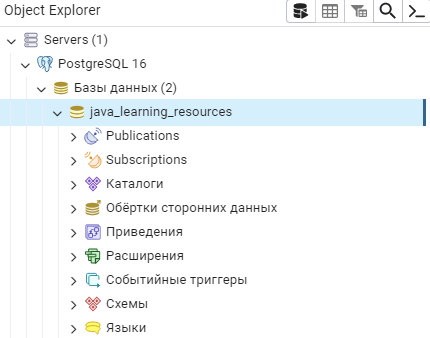 Object Explorer
Servers (1)
PostgreSQL 16
Базы данных (2)
java_learning_resources
Publications
Subscriptions
Каталоги
Обёртки сторонних данных
Приведения
Расширения
Событийные триггеры
Схемы
Языки